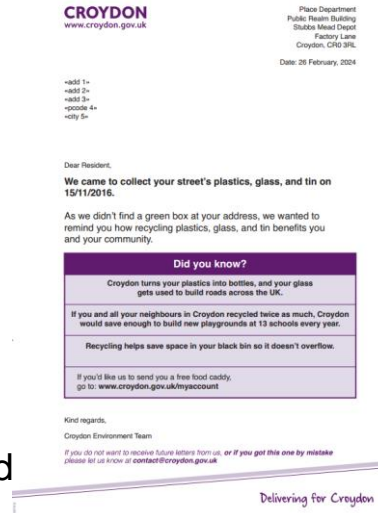 CROYDON
www.croydon.gov.uk
Place Department
Public Realm Building
Stubbs Mead Depot
Factory Lane
Croydon, CR0 3RL
Date: 26 February, 2024
«add 1»
«add 2»
«add 3»
«pcode 4»
«city 5»
Dear Resident,
We came to collect your street's plastics, glass, and tin on
15/11/2016.
As we didn't find a green box at your address, we wanted to
remind you how recycling plastics, glass, and tin benefits you
and your community.
Did you know?
Croydon turns your plastics into bottles, and your glass
gets used to build roads across the UK.
If you and all your neighbours in Croydon recycled twice as much, Croydon
would save enough to build new playgrounds at 13 schools every year.
Recycling helps save space in your black bin so it doesn't overflow.
If you'd like us to send you a free food caddy,
go to: www.croydon.gov.uk/myaccount
Kind regards,
Croydon Environment Team
If you do not want to receive future letters from us, or if you got this one by mistake
please let us know at contact@croydon.gov.uk
d
Delivering for Croydon